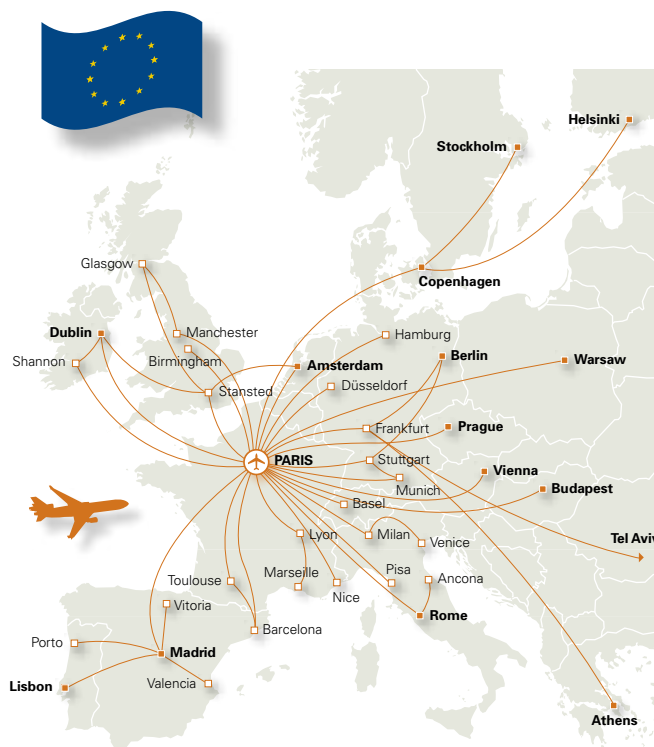 Helsinki
Stockholm
Glasgow
Copenhagen
Dublin
Manchester
Hamburg
Shannon
Birmingham
Berlin
Amsterdam
Warsaw
Stansted
Düsseldorf
Frankfurt
Prague
PARIS
Stuttgart
Vienna
Munich
Budapest
Basel
Lyon
Milan
Venice
Tel Aviv
Marseille
Pisa
Toulouse
Ancona
Nice
Vitoria
Rome
Barcelona
Porto
Madrid
Lisbon
Valencia
Athens